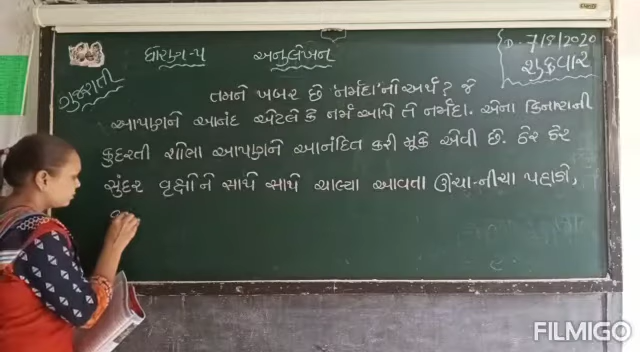 ધોરણ-૫ અનુલેખન
તા. 7/8/2020
શુક્રવાર
ગુજરાતી
તમને ખબર છે 'નર્મદા'નો અર્થ? જે
આપણને આનંદ એટલે કે નર્મ આપે તે નર્મદા. એના કિનારાની
કુદરતી શોભા આપણને આનંદિત કરી મૂકે એવી છે. ઠેર ઠેર
સુંદર વૃક્ષોને સાથે સાથે ચાલ્યા આવતા ઊંચા-નીચા પહાડો,
FILMIGO